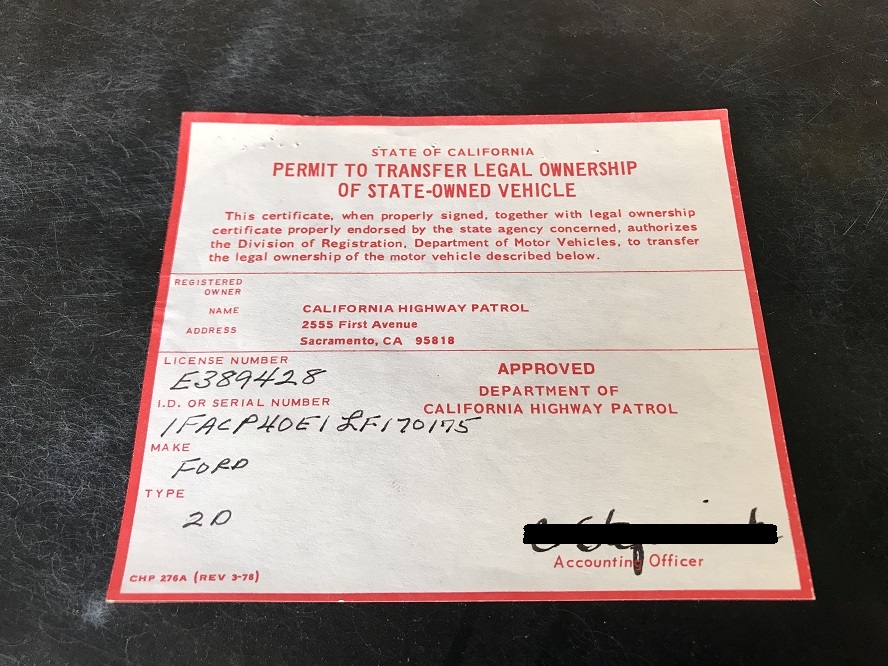 STATE OF CALIFORNIA
PERMIT TO TRANSFER LEGAL OWNERSHIP
OF STATE-OWNED VEHICLE
This certificate, when properly signed, together with legal ownership
certificate properly endorsed by the state agency concerned, authorizes
the Division of Registration, Department of Motor Vehicles, to transfer
the legal ownership of the motor vehicle described below.
REGISTERED
OWNER
NAME CALIFORNIA HIGHWAY PATROL
ADDRESS 2555 First Avenue
Sacramento, CA 95818
LICENSE NUMBER
E389428
I.D. OR SERIAL NUMBER
1FACP40E1LF170175
MAKE
FORD
TYPE
2D
APPROVED
DEPARTMENT OF
CALIFORNIA HIGHWAY PATROL
Accounting Officer
CHP 276A (REV 3-78)